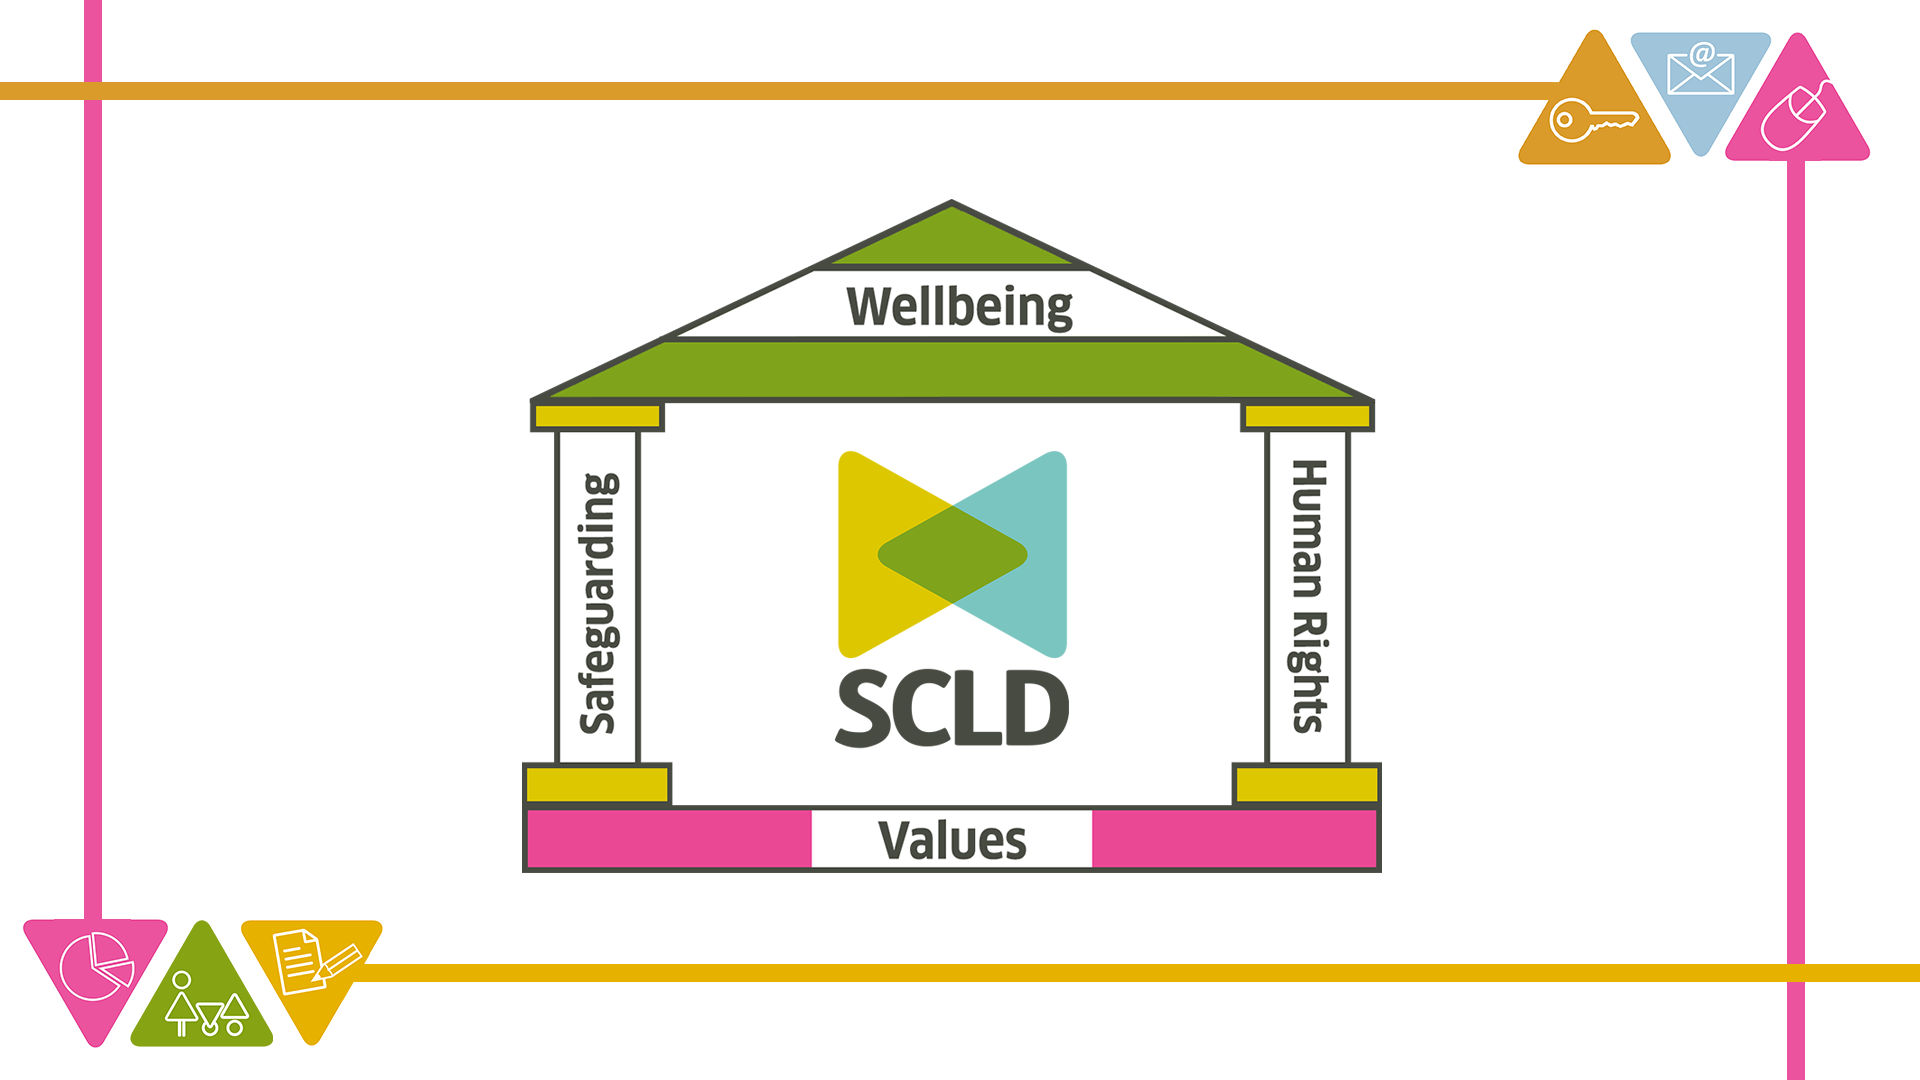 Wellbeing
Safeguarding
Human Rights
SCLD
Values